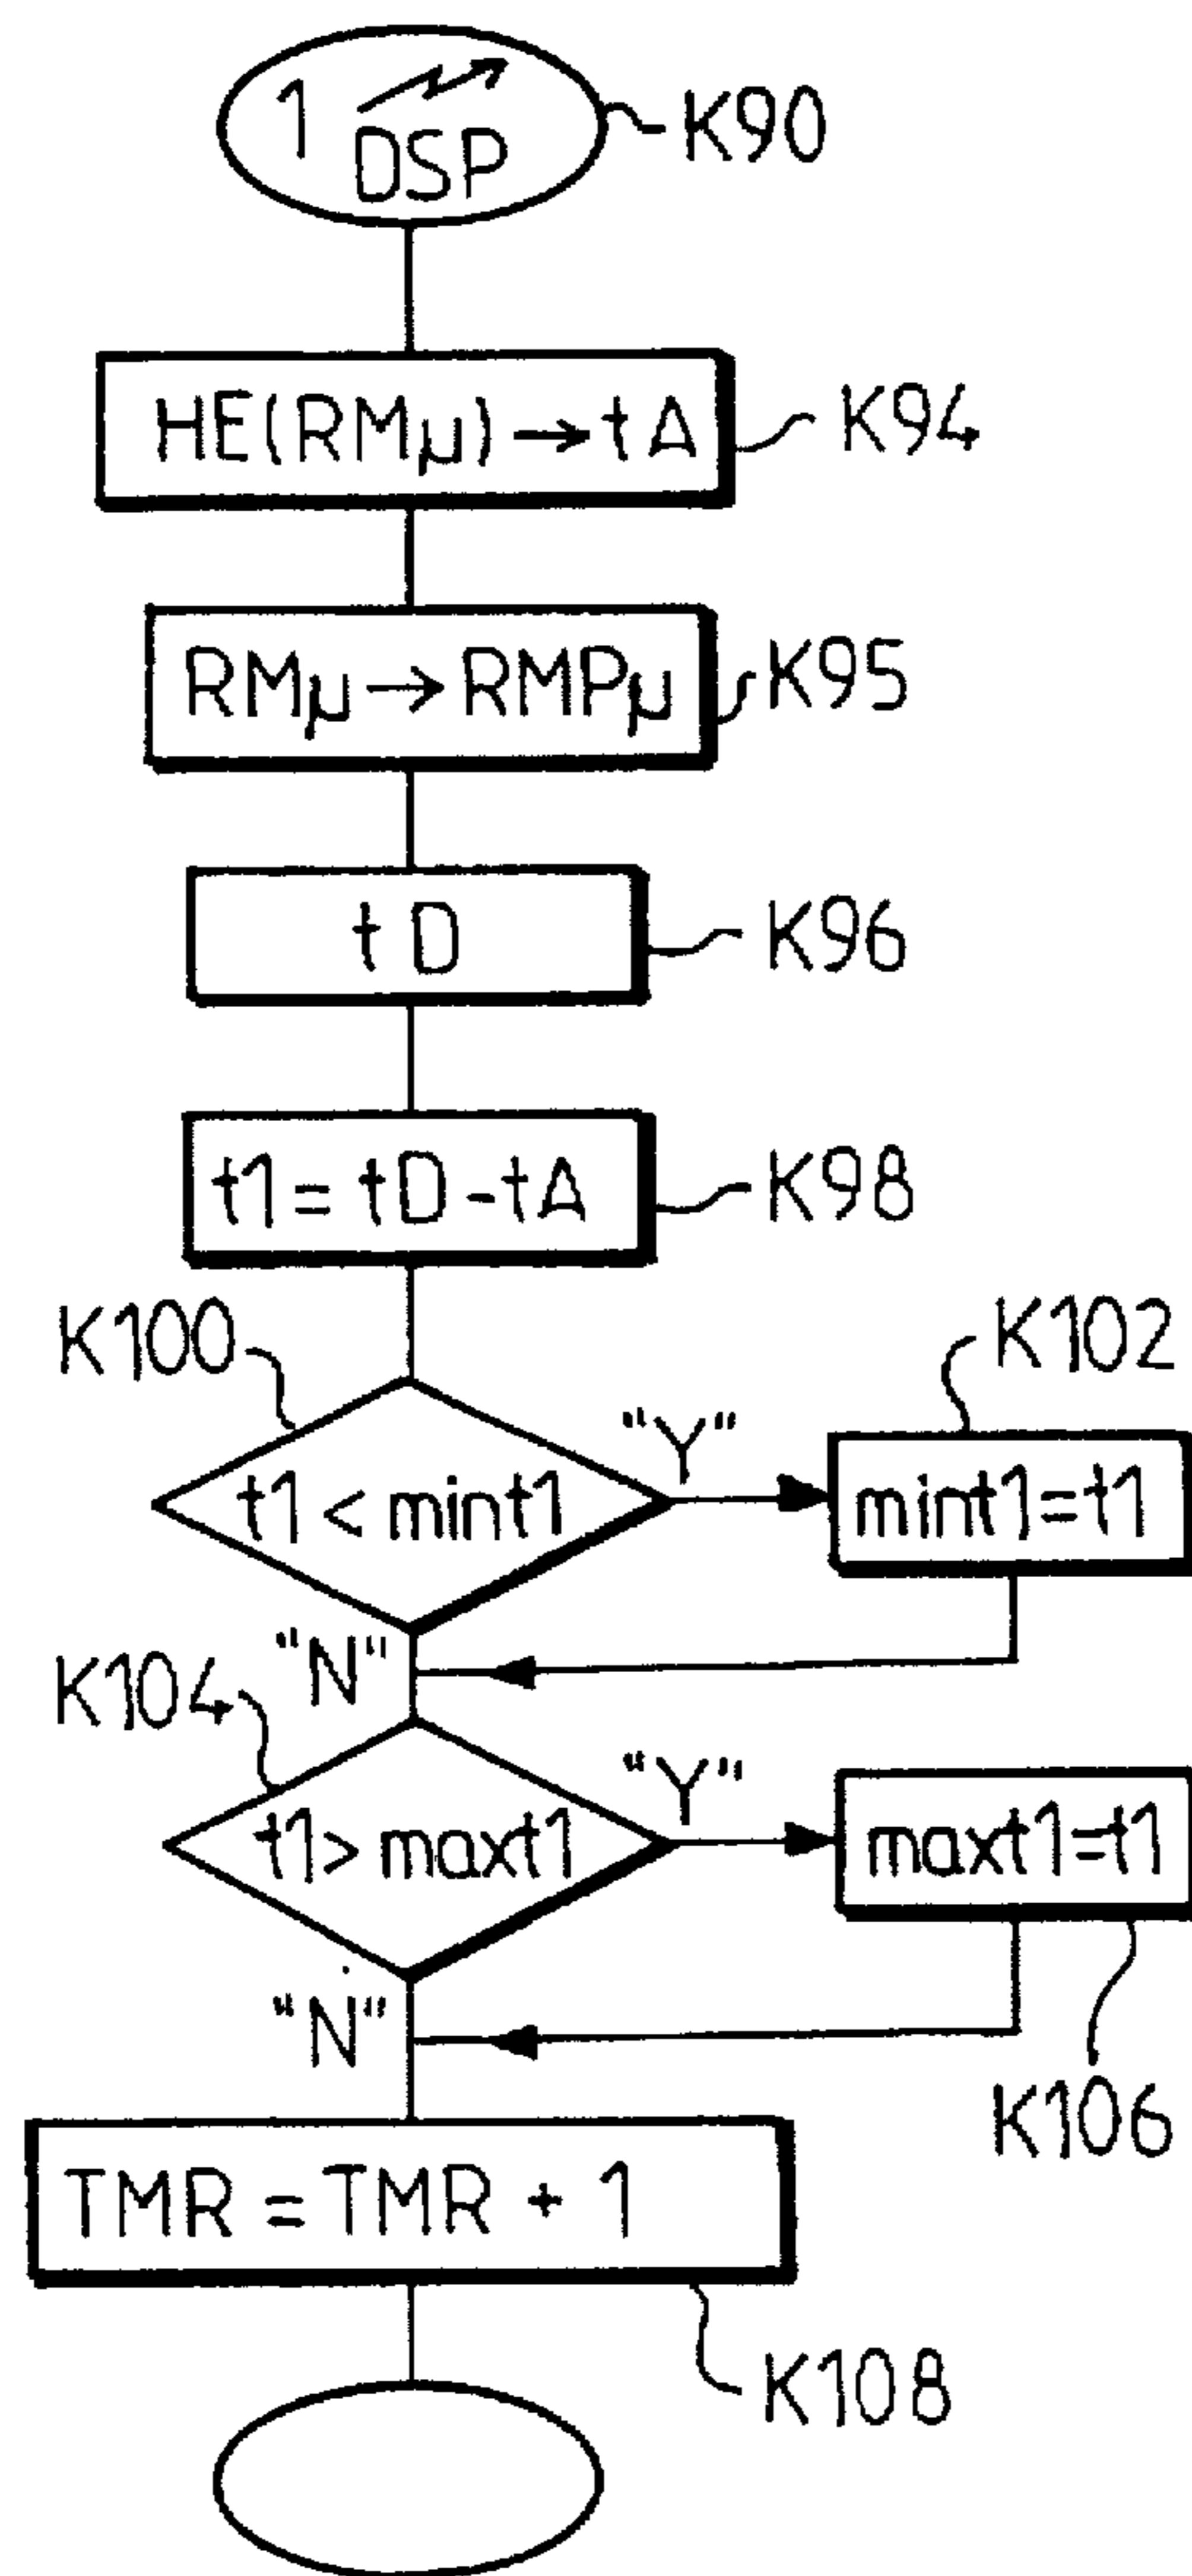 1 DSP
K90
HE(RMµ)→tA
K94
RMµ→RMPµ
K95
tD
K96
t1 = tD - tA
K98
K100
K102
t1 < mint1
"Y"
mint1=t1
"N"
K104
t1 > maxt1
"Y"
maxt1=t1
"N"
K106
TMR = TMR + 1
K108